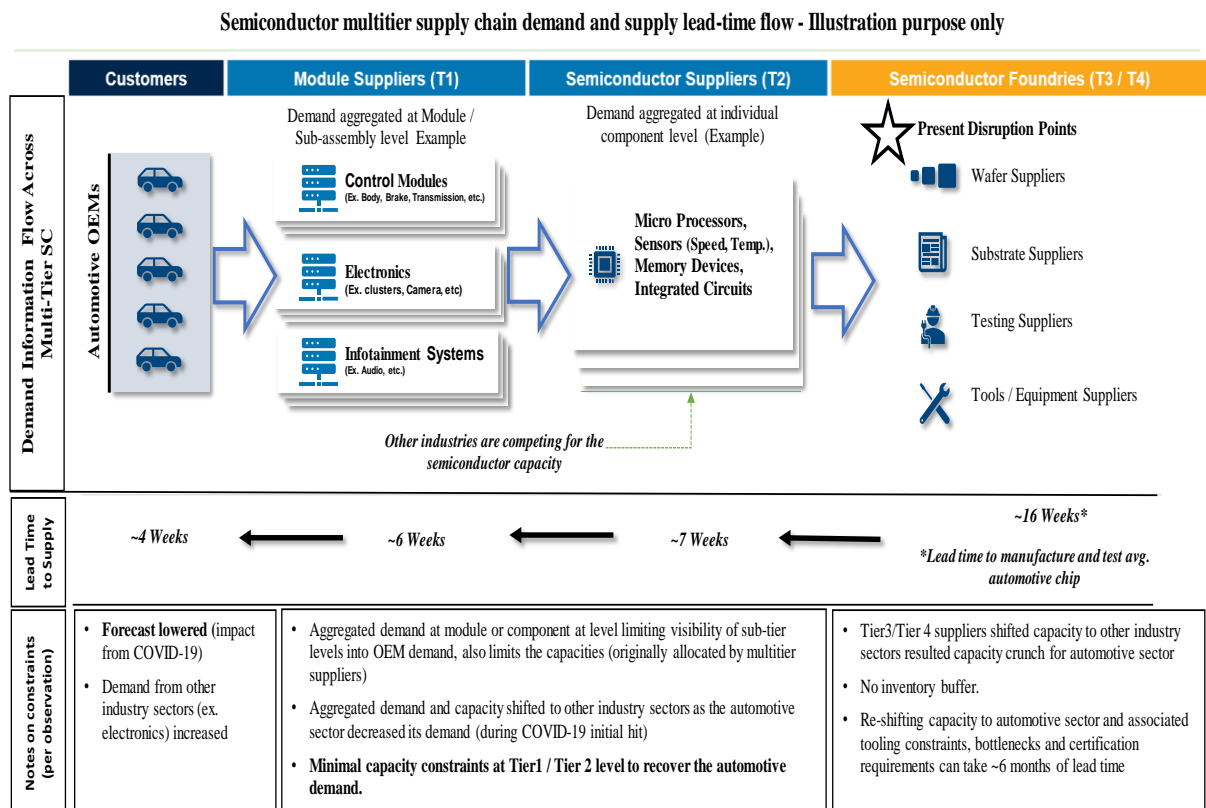 Semiconductor multitier supply chain demand and supply lead-time flow - Illustration purpose only
Customers
Module Suppliers (T1)
Semiconductor Suppliers (T2)
Semiconductor Foundries (T3 / T4)
Demand Information Flow Across
Multi-Tier SC
Automotive OEMs
Demand aggregated at Module /
Sub-assembly level Example
Control Modules
(Ex. Body, Brake, Transmission, etc.)
Electronics
(Ex. clusters, Camera, etc)
Infotainment Systems
(Ex. Audio, etc.)
Demand aggregated at individual
component level (Example)
Micro Processors,
Sensors (Speed, Temp.),
Memory Devices,
Integrated Circuits
Other industries are competing for the
semiconductor capacity
Present Disruption Points
Wafer Suppliers
Substrate Suppliers
Testing Suppliers
Tools / Equipment Suppliers
Lead Time
to Supply
~4 Weeks
~6 Weeks
~7 Weeks
~16 Weeks*
*Lead time to manufacture and test avg.
automotive chip
Notes on constraints
(per observation)
• Forecast lowered (impact
from COVID-19)
• Demand from other
industry sectors (ex.
electronics) increased
• Aggregated demand at module or component at level limiting visibility of sub-tier
levels into OEM demand, also limits the capacities (originally allocated by multitier
suppliers)
• Aggregated demand and capacity shifted to other industry sectors as the automotive
sector decreased its demand (during COVID-19 initial hit)
• Minimal capacity constraints at Tier1 / Tier 2 level to recover the automotive
demand.
• Tier3/Tier 4 suppliers shifted capacity to other industry
sectors resulted capacity crunch for automotive sector
• No inventory buffer.
• Re-shifting capacity to automotive sector and associated
tooling constraints, bottlenecks and certification
requirements can take ~6 months of lead time